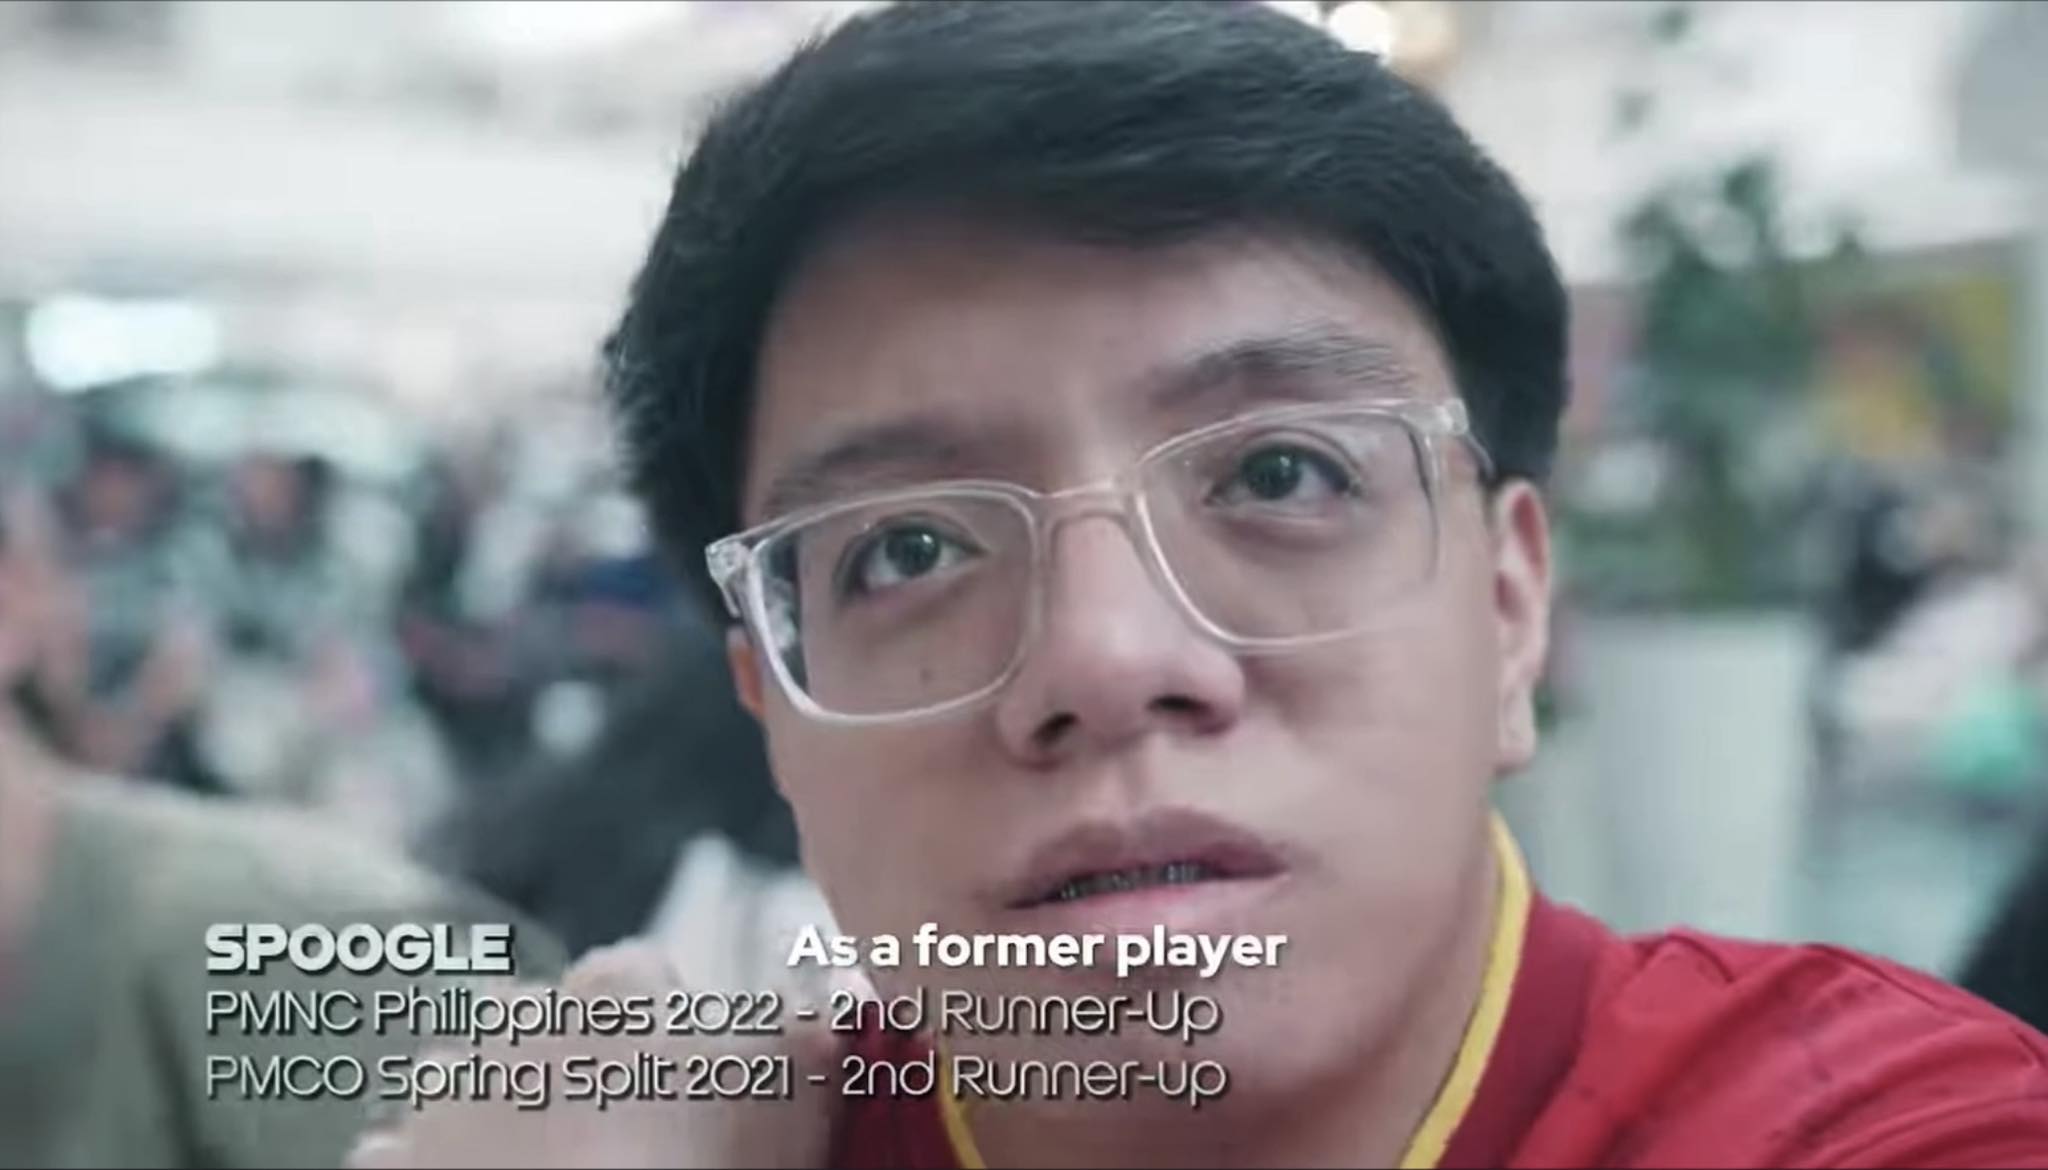 SPOOGLE
As a former player
PMNC Philippines 2022 - 2nd Runner-Up
PMCO Spring Split 2021 - 2nd Runner-up